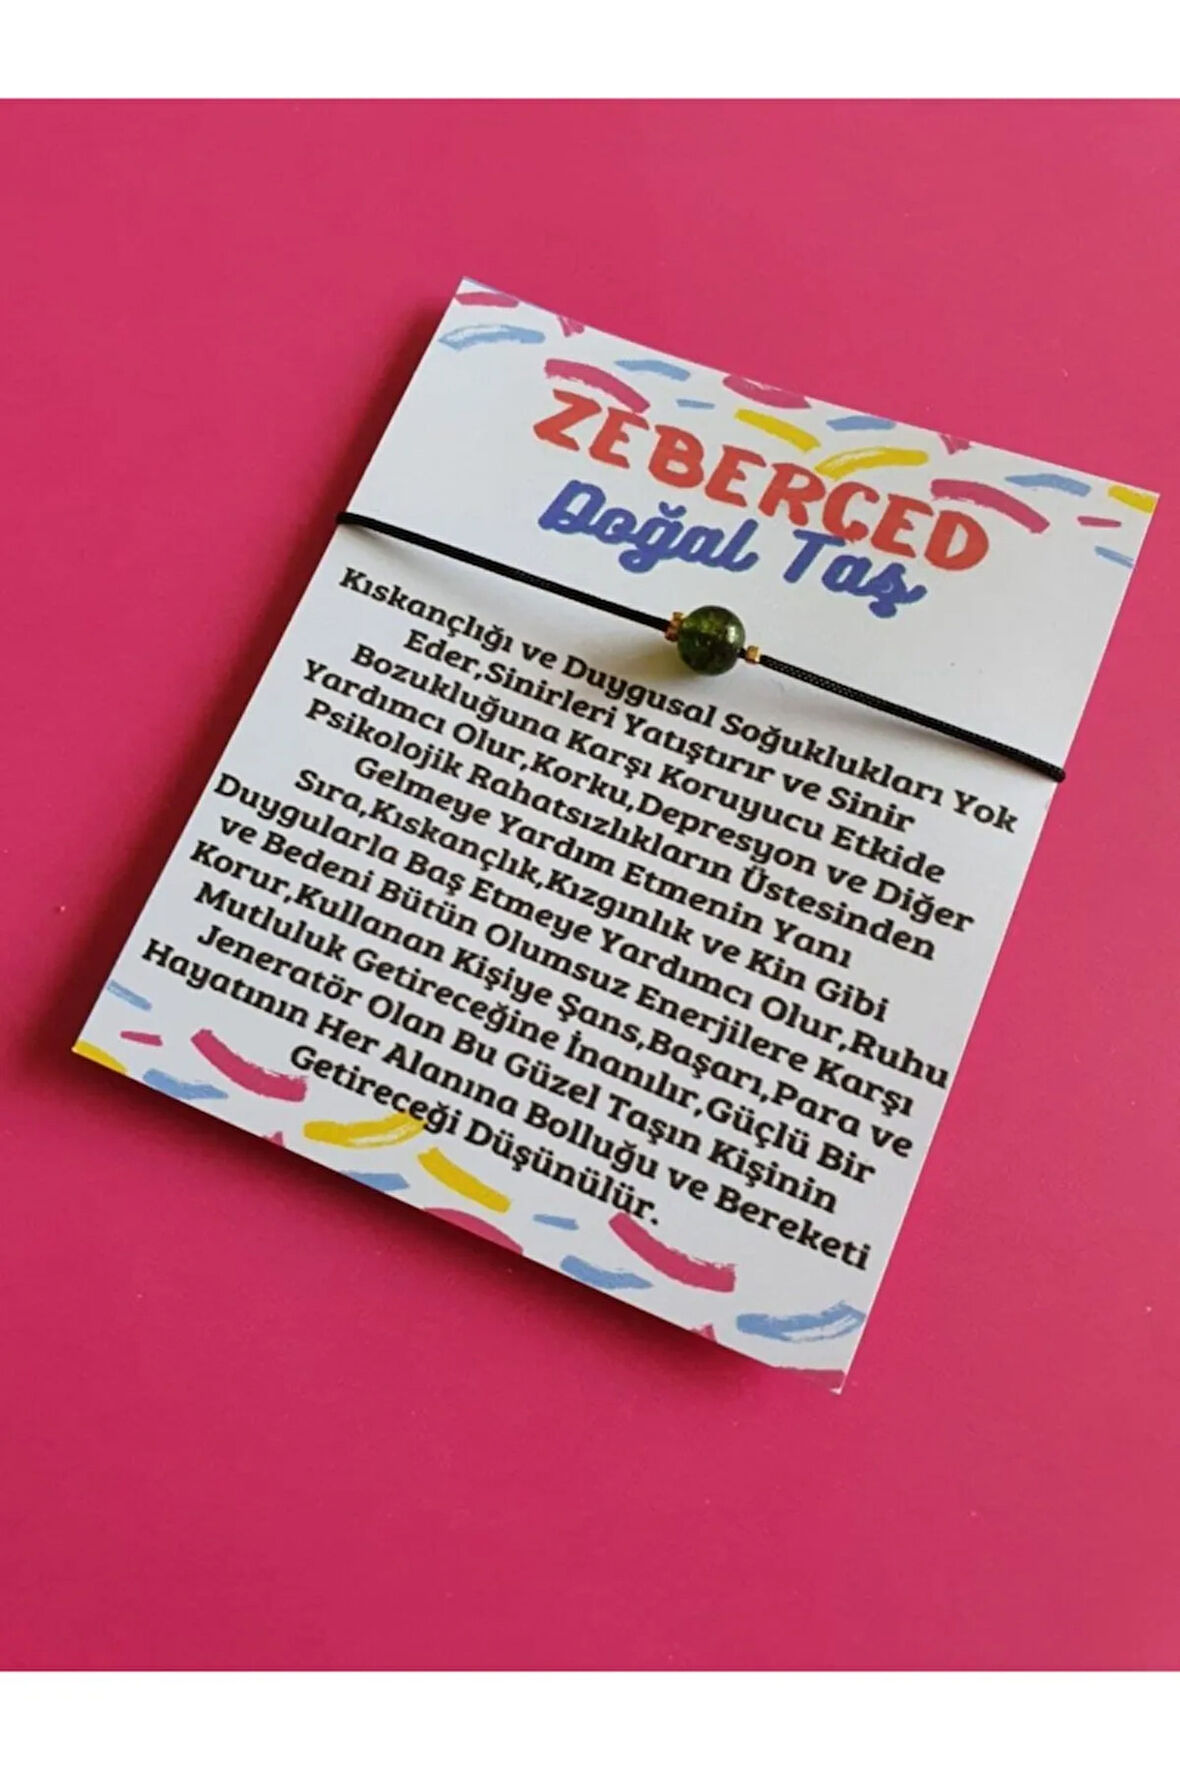 ZEBERCED
Doğal Taş
Kıskançlığı ve Duygusal Soğuklukları Yok
Eder,Sinirleri Yatıştırır ve Sinir
Bozukluğuna Karşı Koruyucu Etkide
Yardımcı Olur,Korku,Depresyon ve Diğer
Psikolojik Rahatsızlıkların Üstesinden
Gelmeye Yardım Etmenin Yanı
Sıra,Kıskançlık,Kızgınlık ve Kin Gibi
Duygularla Baş Etmeye Yardımcı Olur,Ruhu
ve Bedeni Bütün Olumsuz Enerjilere Karşı
Korur,Kullanan Kişiye Şans,Başarı,Para ve
Mutluluk Getireceğine İnanılır,Güçlü Bir
Jeneratör Olan Bu Güzel Taşın Kişinin
Hayatının Her Alanına Bolluğu ve Bereketi
Getireceği Düşünülür.